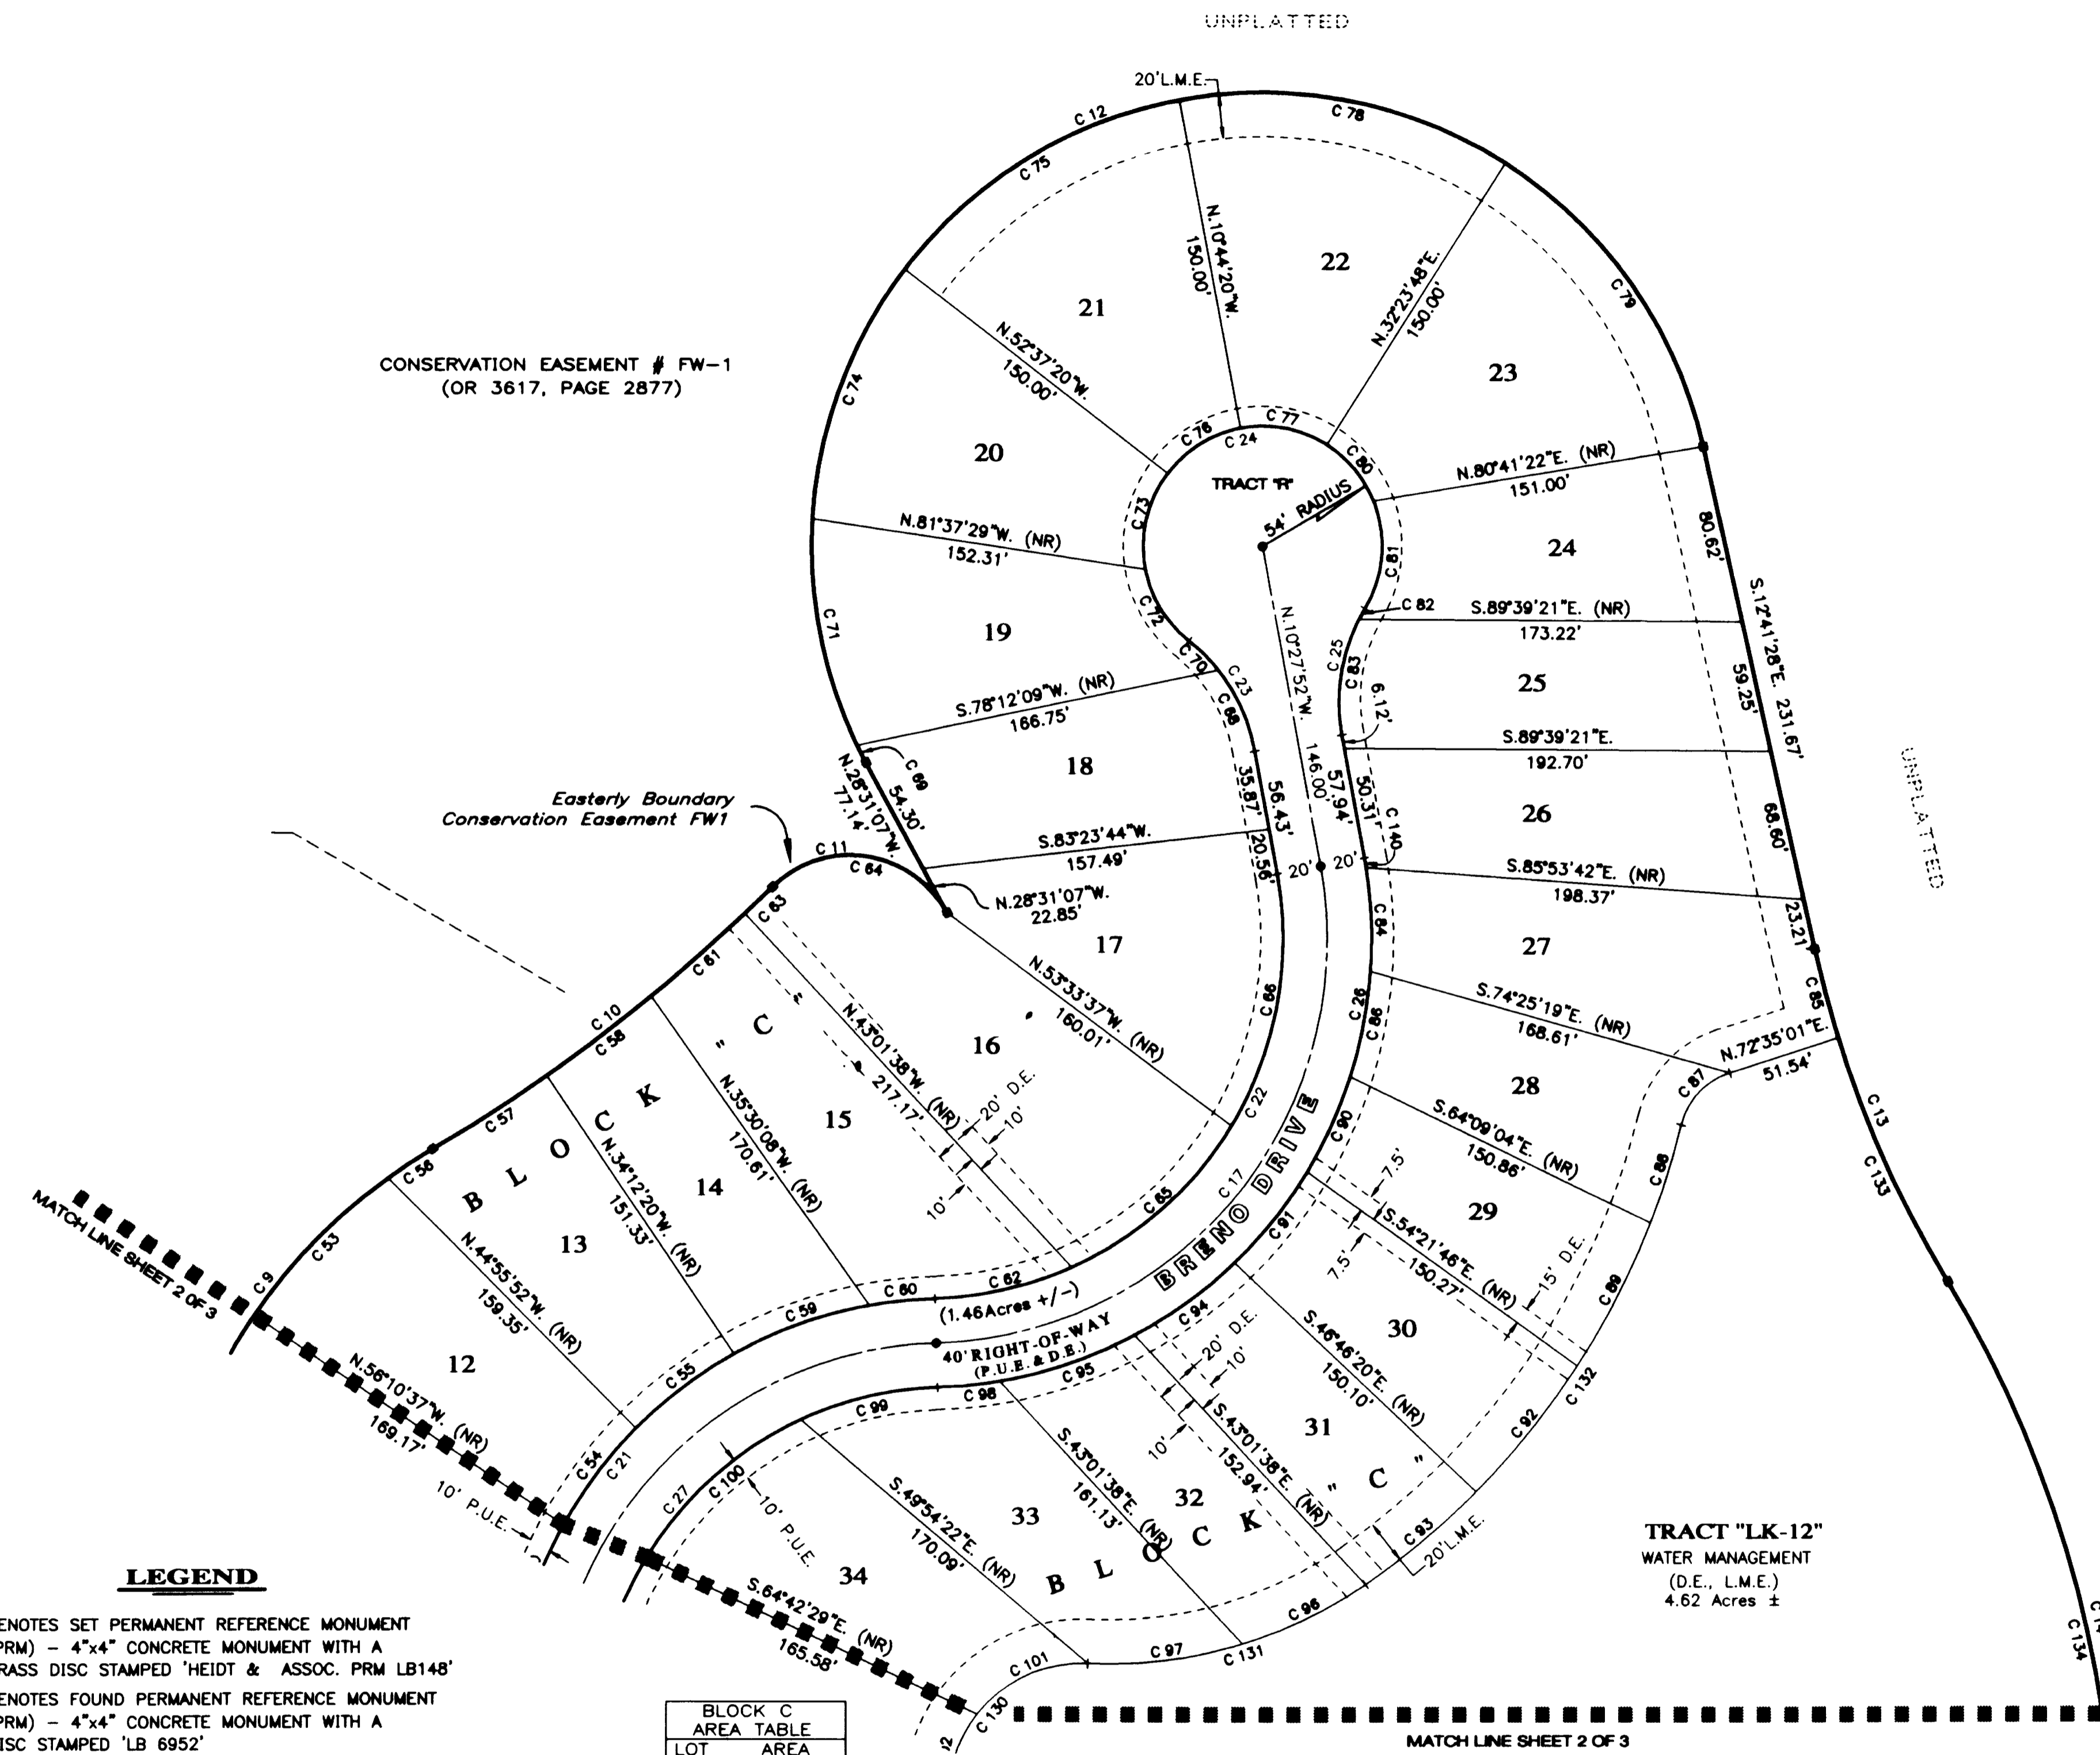 UNPLATTED
20'L.M.E.
C 12
C 78
C 75
N.10°44'20"W.
150.00'
22
N.32°23'48"E.
150.00'
C 79
21
N.52°37'20"W.
150.00'
23
CONSERVATION EASEMENT # FW-1
(OR 3617, PAGE 2877)
C 74
C 76
C 77
C 24
C 80
20
TRACT "R"
54' RADIUS
N.80°41'22"E. (NR)
151.00'
C 73
N.81°37'29"W. (NR)
152.31'
80.62'
24
C 81
C 82
S.89°39'21"E. (NR)
173.22'
C 72
19
C 71
N.10°27'52"W.
146.00'
C 25
C 83
S.12°41'28"E. 231.67'
C 70
C 23
C 68
S.78°12'09"W. (NR)
166.75'
25
59.25'
6.12'
S.89°39'21"E.
192.70'
18
C 69
N.28°31'07"W.
77.14'
54.30'
35.87'
56.43'
57.94'
50.31'
C 140
UNPLATTED
Easterly Boundary
Conservation Easement FW1
26
68.60'
S.83°23'44"W.
157.49'
20.56'
20'
20'
C 11
C 64
S.85°53'42"E. (NR)
198.37'
N.28°31'07"W.
22.85'
C 63
23.21'
C 84
17
27
C 61
N.53°33'37"W. (NR)
160.01'
C 66
C 26
C 86
S.74°25'19"E. (NR)
168.61'
C 85
N.72°35'01"E.
51.54'
C 10
C 58
N.43°01'38"W. (NR)
217.17'
16
20' D.E.
10'
10'
28
C 87
C 13
C 133
C 57
N.35°30'08"W. (NR)
170.61'
15
C 22
C 90
S.64°09'04"E. (NR)
150.86'
C 88
BLOCK "C"
N.34°12'20"W. (NR)
151.33'
14
C 65
C 17
BRENO DRIVE
7.5'
7.5'
29
C 56
13
C 91
S.54°21'46"E. (NR)
150.27'
15' D.E.
C 89
MATCH LINE SHEET 2 OF 3
C 9
C 53
N.44°55'52"W. (NR)
159.35'
C 59
C 60
C 62
(1.46Acres +/-)
40' RIGHT-OF-WAY
(P.U.E. & D.E.)
C 94
30
C 132
12
C 55
C 98
C 95
20' D.E.
10'
10'
S.46°46'20"E. (NR)
150.10'
C 92
N.56°10'37"W. (NR)
169.17'
C 99
31
C 54
C 21
C 27
C 100
10' P.U.E.
10' P.U.E.
S.43°01'38"E. (NR)
161.13'
S.43°01'38"E. (NR)
152.94'
32
33
S.49°54'22"E. (NR)
170.09'
BLOCK "C"
C 93
20' L.M.E.
TRACT "LK-12"
WATER MANAGEMENT
(D.E., L.M.E.)
4.62 Acres ±
34
S.64°42'29"E. (NR)
165.58'
C 96
C 97
C 131
C 101
C 130
C 134
MATCH LINE SHEET 2 OF 3
LEGEND
ENOTES SET PERMANENT REFERENCE MONUMENT
PRM) – 4"x4" CONCRETE MONUMENT WITH A
RASS DISC STAMPED 'HEIDT & ASSOC. PRM LB148'
ENOTES FOUND PERMANENT REFERENCE MONUMENT
PRM) – 4"x4" CONCRETE MONUMENT WITH A
ISC STAMPED 'LB 6952'
BLOCK C
AREA TABLE
LOT AREA